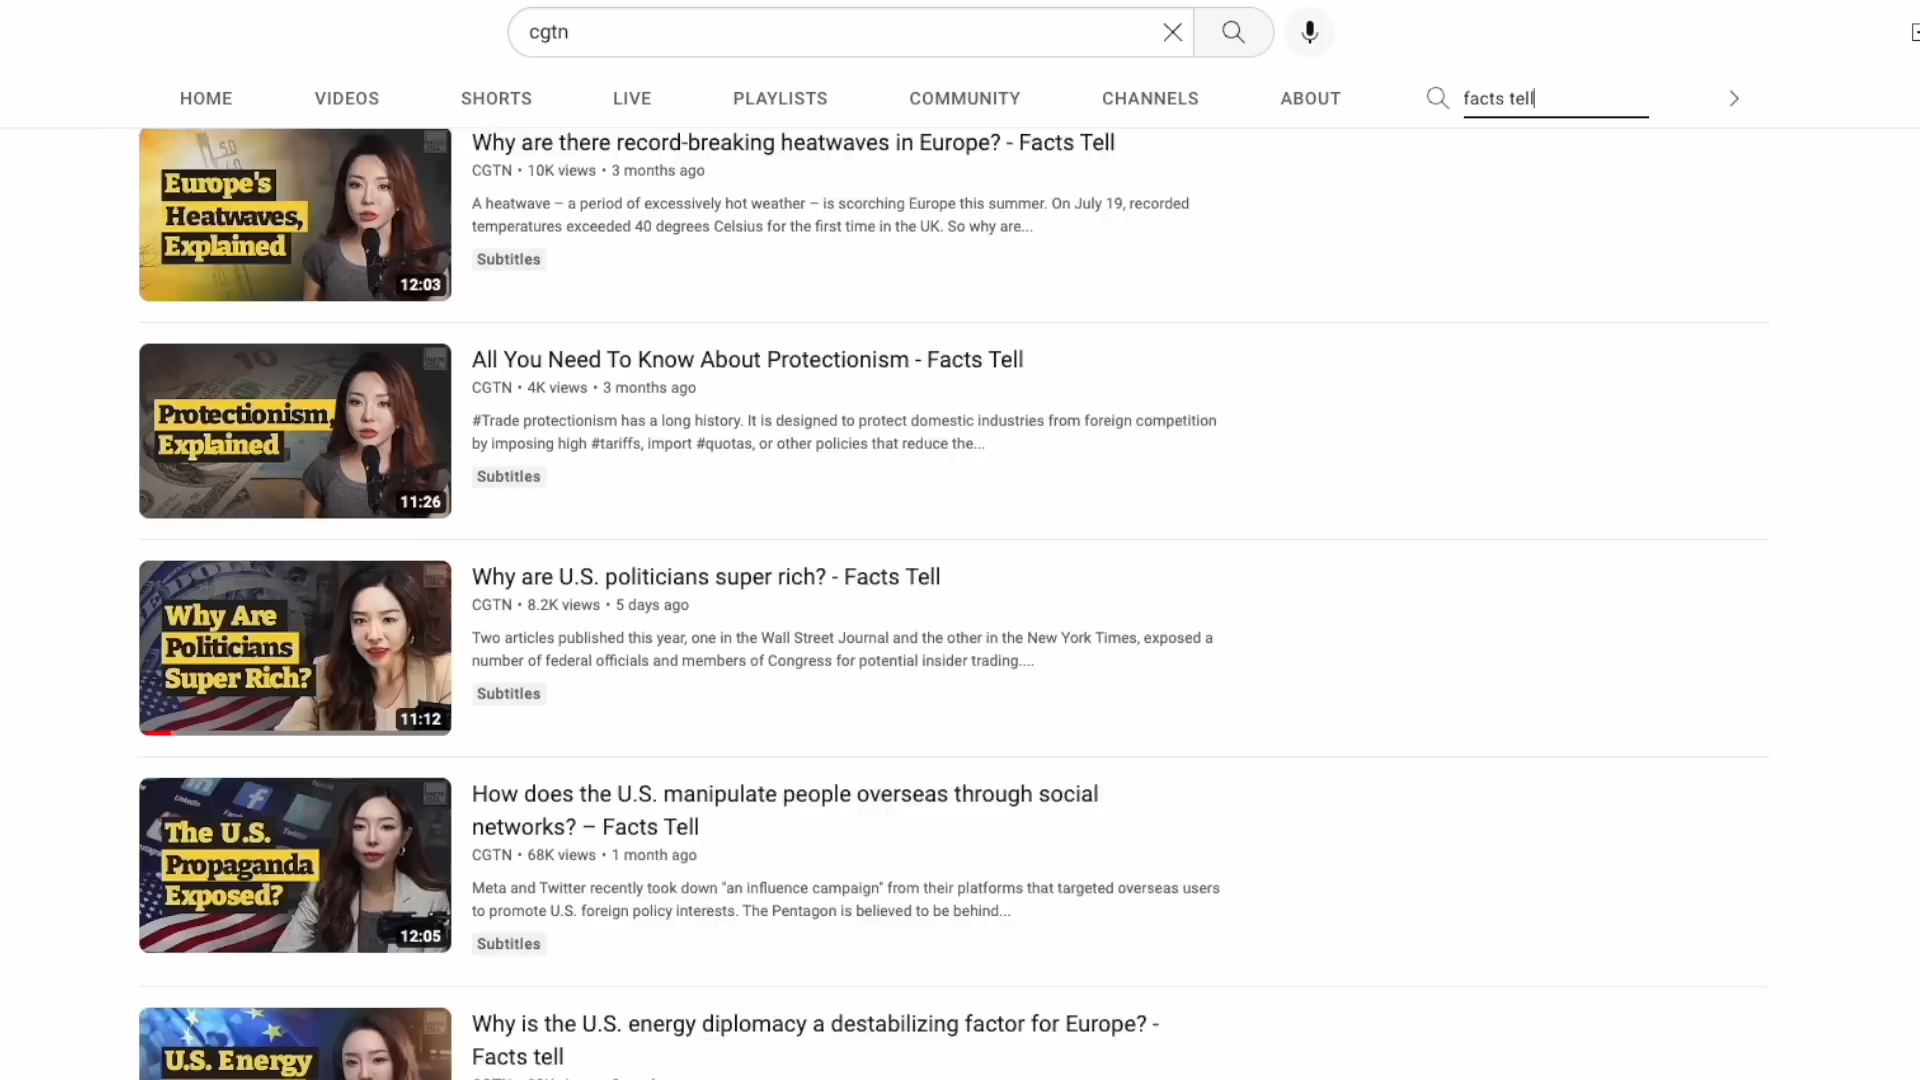 cgtn
HOME VIDEOS SHORTS LIVE PLAYLISTS COMMUNITY CHANNELS ABOUT facts tell
Europe's
Heatwaves,
Explained
12:03
Why are there record-breaking heatwaves in Europe? - Facts Tell
CGTN • 10K views • 3 months ago
A heatwave – a period of excessively hot weather – is scorching Europe this summer. On July 19, recorded
temperatures exceeded 40 degrees Celsius for the first time in the UK. So why are...
Subtitles
Protectionism,
Explained
11:26
All You Need To Know About Protectionism - Facts Tell
CGTN • 4K views • 3 months ago
#Trade protectionism has a long history. It is designed to protect domestic industries from foreign competition
by imposing high #tariffs, import #quotas, or other policies that reduce the...
Subtitles
Why Are
Politicians
Super Rich?
11:12
Why are U.S. politicians super rich? - Facts Tell
CGTN • 8.2K views • 5 days ago
Two articles published this year, one in the Wall Street Journal and the other in the New York Times, exposed a
number of federal officials and members of Congress for potential insider trading....
Subtitles
The U.S.
Propaganda
Exposed?
12:05
How does the U.S. manipulate people overseas through social
networks? – Facts Tell
CGTN • 68K views • 1 month ago
Meta and Twitter recently took down "an influence campaign" from their platforms that targeted overseas users
to promote U.S. foreign policy interests. The Pentagon is believed to be behind...
Subtitles
U.S. Energy
Why is the U.S. energy diplomacy a destabilizing factor for Europe? -
Facts tell